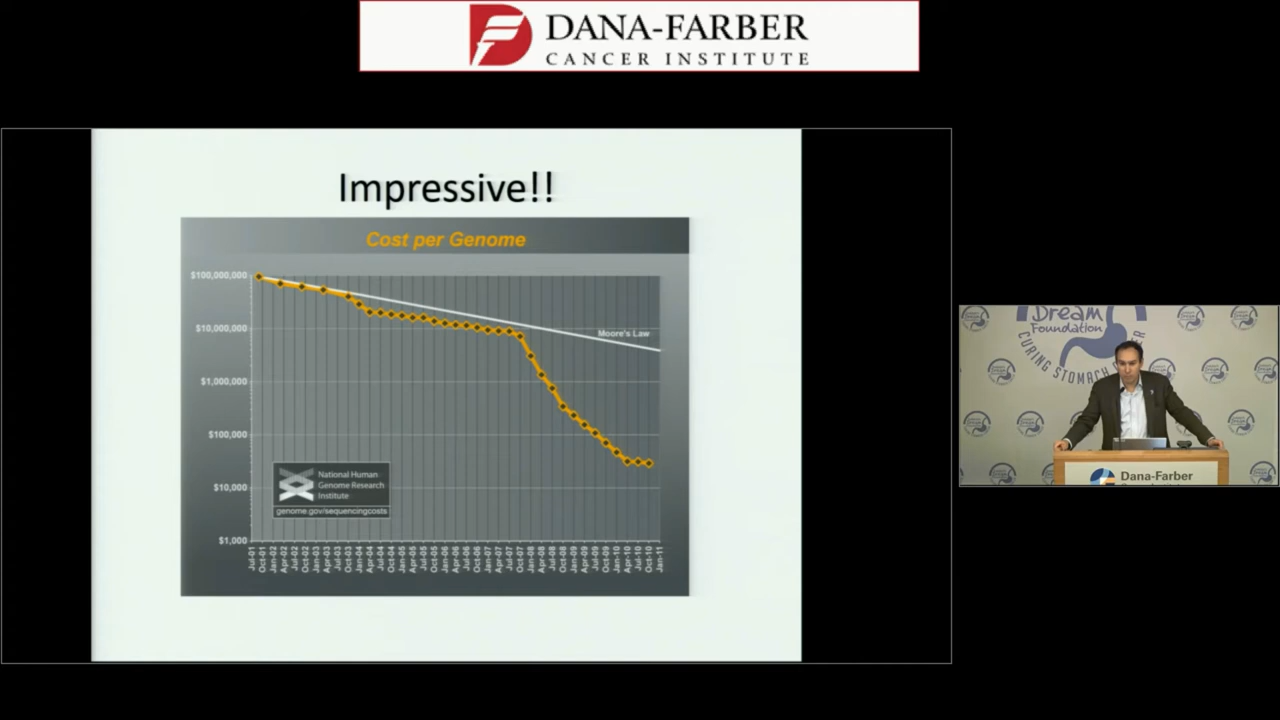 DANA-FARBER
CANCER INSTITUTE
Impressive!!
Cost per Genome
$100,000,000
$10,000,000
$1,000,000
$100,000
$10,000
$1,000
Moore's Law
National Human
Genome Research
Institute
genome.gov/sequencingcosts
Jul-01
Oct-01
Jan-02
Apr-02
Jul-02
Oct-02
Jan-03
Apr-03
Jul-03
Oct-03
Jan-04
Apr-04
Jul-04
Oct-04
Jan-05
Apr-05
Jul-05
Oct-05
Jan-06
Apr-06
Jul-06
Oct-06
Jan-07
Apr-07
Jul-07
Oct-07
Jan-08
Apr-08
Jul-08
Oct-08
Jan-09
Apr-09
Jul-09
Oct-09
Jan-10
Apr-10
Jul-10
Oct-10
Jan-11
Dream
Foundation
CURING STOMACH
Dana-Farber